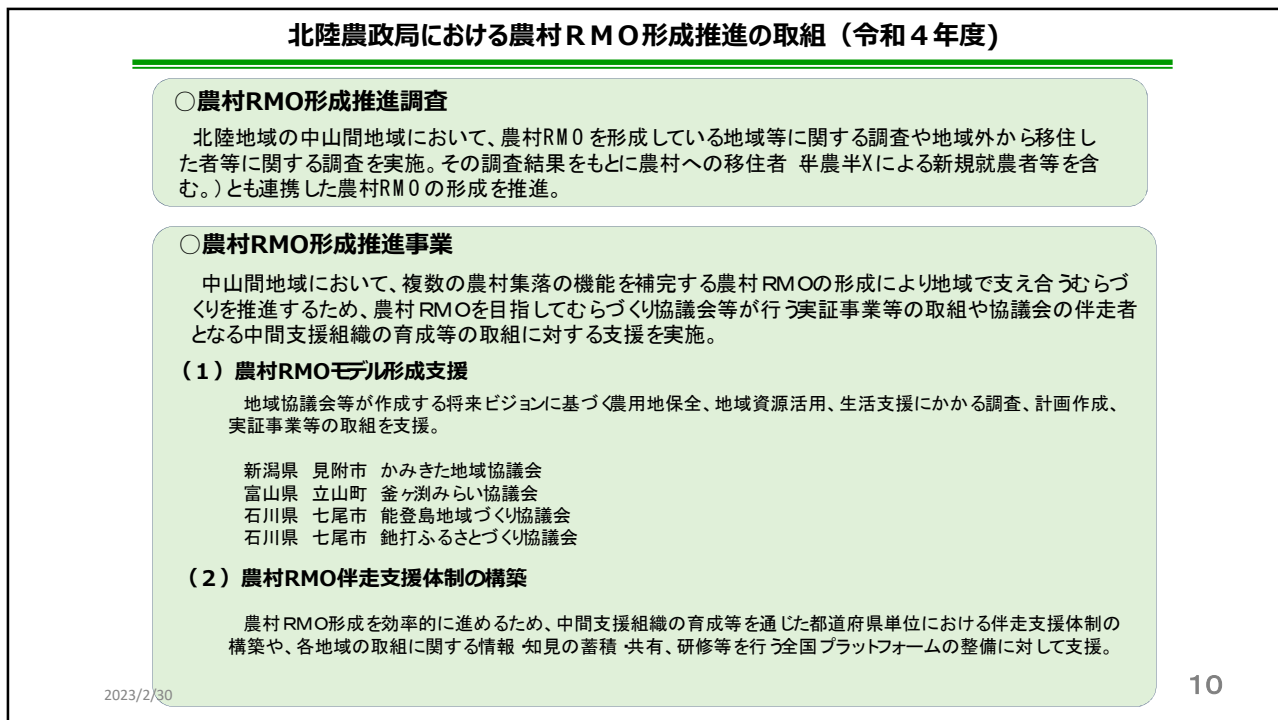 北陸農政局における農村ＲＭＯ形成推進の取組（令和４年度)
○農村RMO形成推進調査
北陸地域の中山間地域において、農村RMOを形成している地域等に関する調査や地域外から移住し
た者等に関する調査を実施。その調査結果をもとに農村への移住者 半農半Xによる新規就農者等を含
む。）とも連携した農村RMOの形成を推進。
○農村RMO形成推進事業
中山間地域において、複数の農村集落の機能を補完する農村RMOの形成により地域で支え合うむらづ
くりを推進するため、農村RMOを目指してむらづくり協議会等が行う実証事業等の取組や協議会の伴走者
となる中間支援組織の育成等の取組に対する支援を実施。
（１）農村RMOモデル形成支援
地域協議会等が作成する将来ビジョンに基づく農用地保全、地域資源活用、生活支援にかかる調査、計画作成、
実証事業等の取組を支援。
新潟県 見附市 かみきた地域協議会
富山県 立山町 釜ヶ渕みらい協議会
石川県 七尾市 能登島地域づくり協議会
石川県 七尾市 釶打ふるさとづくり協議会
（２）農村RMO伴走支援体制の構築
農村RMO形成を効率的に進めるため、中間支援組織の育成等を通じた都道府県単位における伴走支援体制の
構築や、各地域の取組に関する情報・知見の蓄積・共有、研修等を行う全国プラットフォームの整備に対して支援。
2023/2/30
10